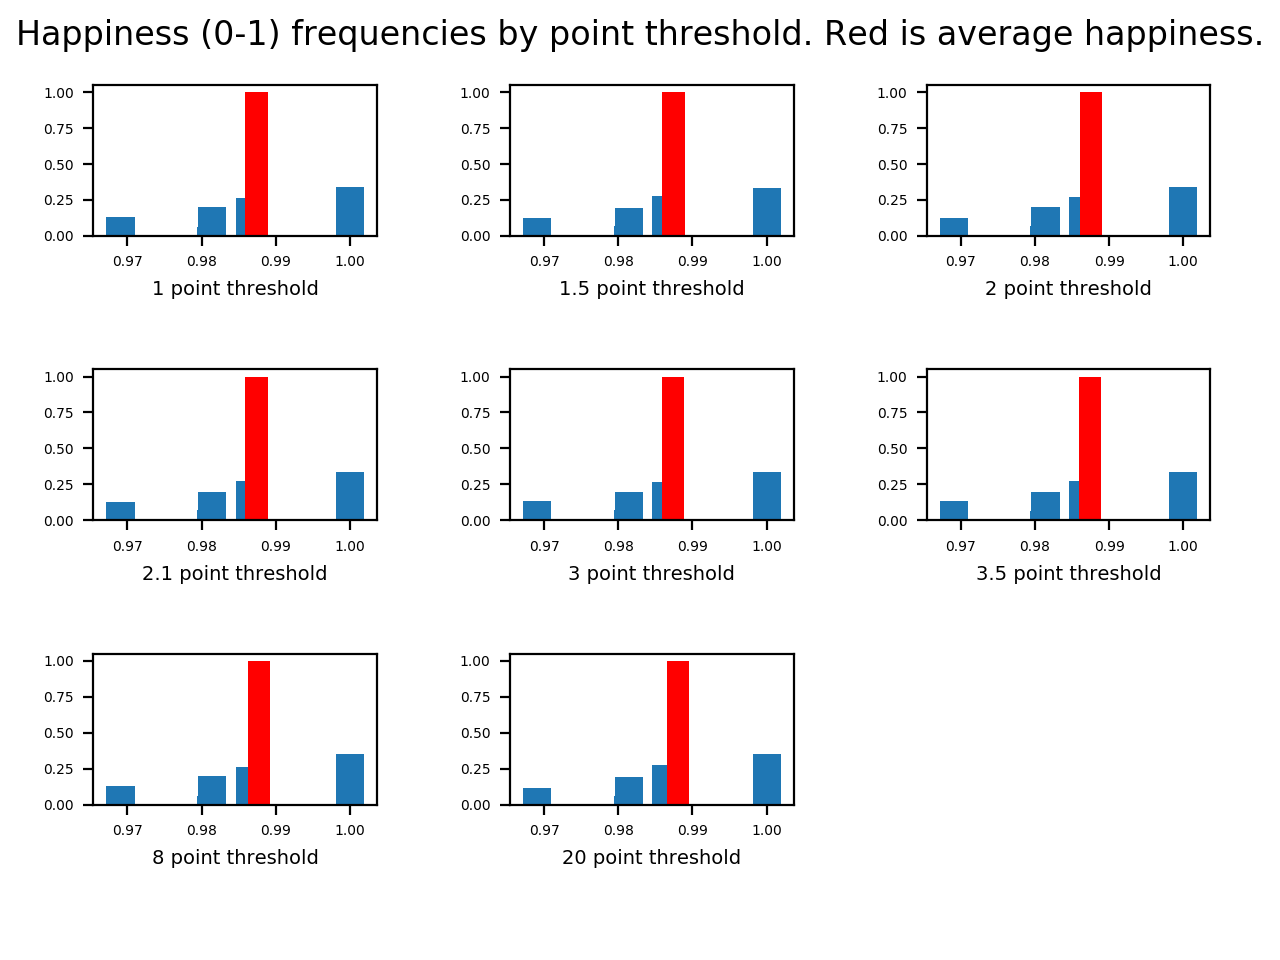 Happiness (0-1) frequencies by point threshold. Red is average happiness.
1.00 1.00 1.00
0.75 0.75 0.75
0.50 0.50 0.50
0.25 0.25 0.25
0.00 0.00 0.00
0.97 0.98 0.99 1.00 0.97 0.98 0.99 1.00 0.97 0.98 0.99 1.00
1 point threshold 1.5 point threshold 2 point threshold
1.00 1.00 1.00
0.75 0.75 0.75
0.50 0.50 0.50
0.25 0.25 0.25
0.00 0.00 0.00
0.97 0.98 0.99 1.00 0.97 0.98 0.99 1.00 0.97 0.98 0.99 1.00
2.1 point threshold 3 point threshold 3.5 point threshold
1.00 1.00
0.75 0.75
0.50 0.50
0.25 0.25
0.00 0.00
0.97 0.98 0.99 1.00 0.97 0.98 0.99 1.00
8 point threshold 20 point threshold